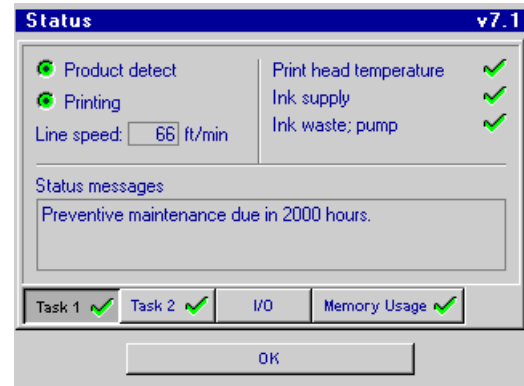 Status v7.1
Product detect
Printing
Line speed: 66 ft/min
Print head temperature
Ink supply
Ink waste; pump
Status messages
Preventive maintenance due in 2000 hours.
Task 1 Task 2 I/O Memory Usage
OK